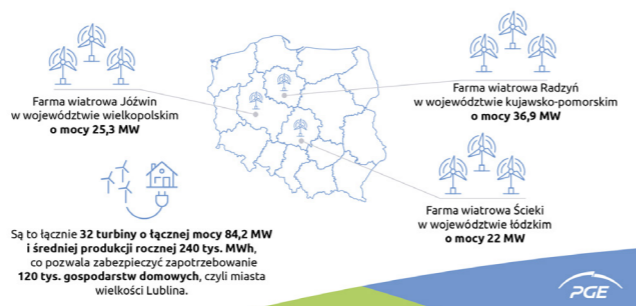 Farma wiatrowa Jóźwin
w województwie wielkopolskim
o mocy 25,3 MW
Farma wiatrowa Radzyń
w województwie kujawsko-pomorskim
o mocy 36,9 MW
Farma wiatrowa Ścieki
w województwie łódzkim
o mocy 22 MW
Są to łącznie 32 turbiny o łącznej mocy 84,2 MW
i średniej produkcji rocznej 240 tys. MWh,
co pozwala zabezpieczyć zapotrzebowanie
120 tys. gospodarstw domowych, czyli miasta
wielkości Lublina.
PGE